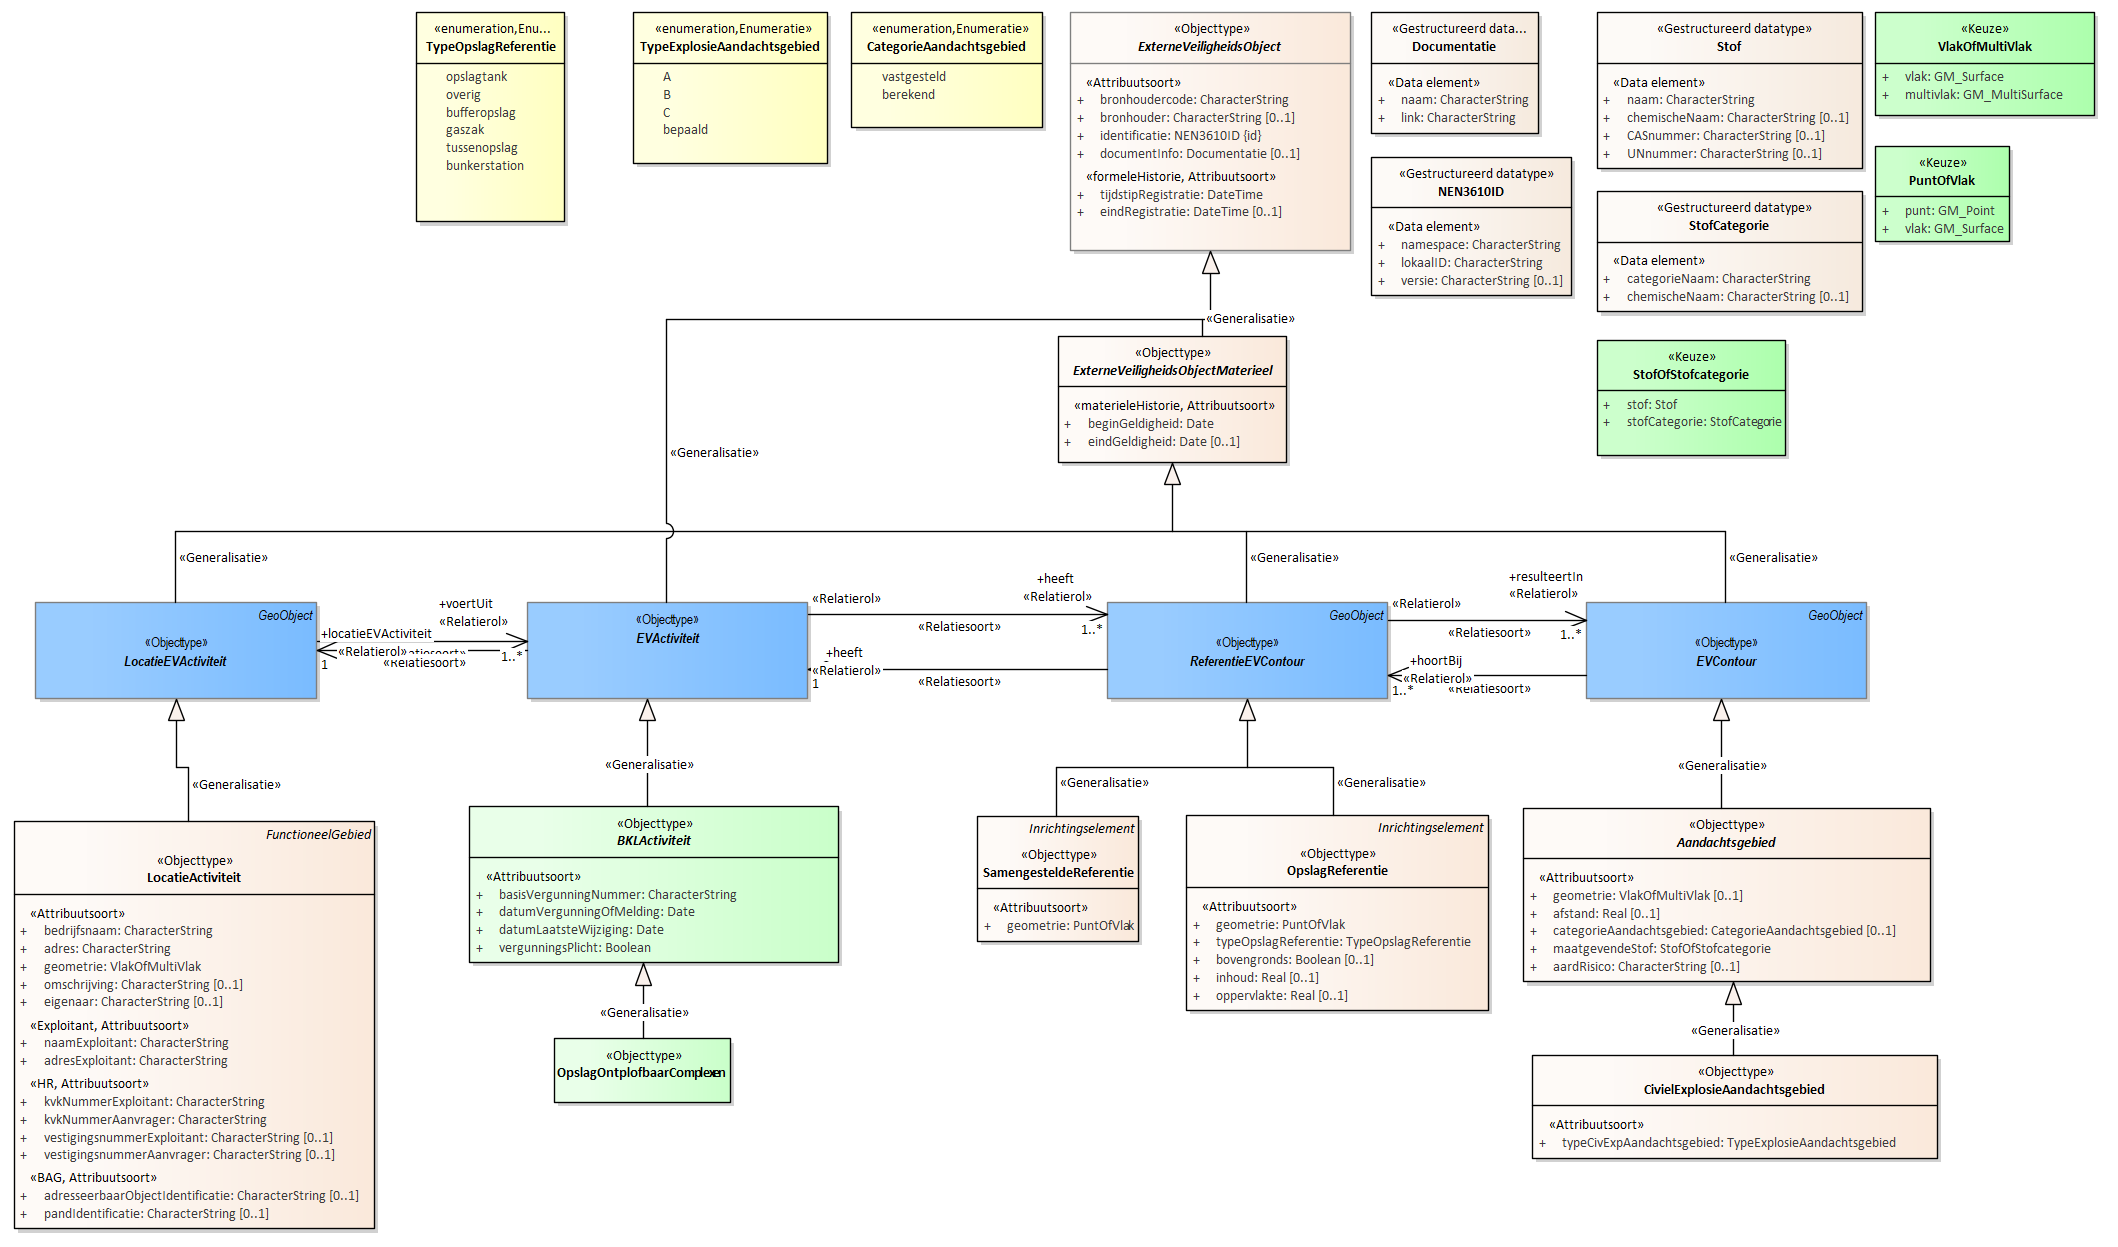 «enumeration,Enu...
TypeOpslagReferentie
opslagtank
overig
bufferopslag
gaszak
tussenopslag
bunkerstation
«enumeration,Enumeratie»
TypeExplosieAandachtsgebied
A
B
C
bepaald
«enumeration,Enumeratie»
CategorieAandachtsgebied
vastgesteld
berekend
«Objecttype»
ExterneVeiligheidsObject
«Attribuutsoort»
+ bronhoudercode: CharacterString
+ bronhouder: CharacterString [0..1]
+ identificatie: NEN3610ID {id}
+ documentInfo: Documentatie [0..1]
«formeleHistorie, Attribuutsoort»
+ tijdstipRegistratie: DateTime
+ eindRegistratie: DateTime [0..1]
«Gestructureerd data...
Documentatie
«Data element»
+ naam: CharacterString
+ link: CharacterString
«Gestructureerd datatype»
NEN3610ID
«Data element»
+ namespace: CharacterString
+ lokaalID: CharacterString
+ versie: CharacterString [0..1]
«Gestructureerd datatype»
Stof
«Data element»
+ naam: CharacterString
+ chemischeNaam: CharacterString [0..1]
+ CASnummer: CharacterString [0..1]
+ UNnummer: CharacterString [0..1]
«Gestructureerd datatype»
StofCategorie
«Data element»
+ categorieNaam: CharacterString
+ chemischeNaam: CharacterString [0..1]
«Keuze»
StofOfStofcategorie
+ stof: Stof
+ stofCategorie: StofCategorie
«Keuze»
VlakOfMultiVlak
+ vlak: GM_Surface
+ multivlak: GM_MultiSurface
«Keuze»
PuntOfVlak
+ punt: GM_Point
+ vlak: GM_Surface
«Generalisatie»
«Objecttype»
ExterneVeiligheidsObjectMaterieel
«materieleHistorie, Attribuutsoort»
+ beginGeldigheid: Date
+ eindGeldigheid: Date [0..1]
«Generalisatie»
«Generalisatie»
«Generalisatie»
«Generalisatie»
GeoObject
«Objecttype»
LocatieEVActiviteit
+voertUit
«Relatierol»
+locatieEVActiviteit
1..*
«Relatierol»
«Relatiesoort»
1
«Relatiesoort»
«Objecttype»
EVActiviteit
«Relatierol»
+heeft
«Relatierol»
«Relatiesoort»
1..*
+heeft
«Relatierol»
1
«Relatiesoort»
GeoObject
«Objecttype»
ReferentieEVContour
«Relatierol»
+resulteertIn
«Relatierol»
«Relatiesoort»
1..*
+hoortBij
«Relatierol»
1..*
«Relatiesoort»
GeoObject
«Objecttype»
EVContour
«Generalisatie»
FunctioneelGebied
«Objecttype»
LocatieActiviteit
«Attribuutsoort»
+ bedrijfsnaam: CharacterString
+ adres: CharacterString
+ geometrie: VlakOfMultiVlak
+ omschrijving: CharacterString [0..1]
+ eigenaar: CharacterString [0..1]
«Exploitant, Attribuutsoort»
+ naamExploitant: CharacterString
+ adresExploitant: CharacterString
«HR, Attribuutsoort»
+ kvkNummerExploitant: CharacterString
+ kvkNummerAanvrager: CharacterString
+ vestigingsnummerExploitant: CharacterString [0..1]
+ vestigingsnummerAanvrager: CharacterString [0..1]
«BAG, Attribuutsoort»
+ adresseerbaarObjectIdentificatie: CharacterString [0..1]
+ pandIdentificatie: CharacterString [0..1]
«Generalisatie»
«Objecttype»
BKLActiviteit
«Attribuutsoort»
+ basisVergunningNummer: CharacterString
+ datumVergunningOfMelding: Date
+ datumLaatsteWijziging: Date
+ vergunningsPlicht: Boolean
«Generalisatie»
«Objecttype»
OpslagOntplofbaarComplexen
«Generalisatie»
«Generalisatie»
Inrichtingselement
«Objecttype»
SamengesteldeReferentie
«Attribuutsoort»
+ geometrie: PuntOfVlak
Inrichtingselement
«Objecttype»
OpslagReferentie
«Attribuutsoort»
+ geometrie: PuntOfVlak
+ typeOpslagReferentie: TypeOpslagReferentie
+ bovengronds: Boolean [0..1]
+ inhoud: Real [0..1]
+ oppervlakte: Real [0..1]
«Generalisatie»
«Objecttype»
Aandachtsgebied
«Attribuutsoort»
+ geometrie: VlakOfMultiVlak [0..1]
+ afstand: Real [0..1]
+ categorieAandachtsgebied: CategorieAandachtsgebied [0..1]
+ maatgevendeStof: StofOfStofcategorie
+ aardRisico: CharacterString [0..1]
«Generalisatie»
«Objecttype»
CivielExplosieAandachtsgebied
«Attribuutsoort»
+ typeCivExpAandachtsgebied: TypeExplosieAandachtsgebied